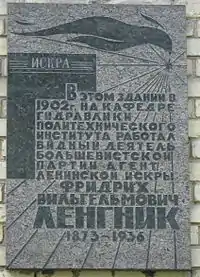 ИСКРА
В ЭТОМ ЗДАНИИ В
1902 г. НА КАФЕДРЕ
ГИДРАВЛИКИ
ПОЛИТЕХНИЧЕСКОГО
ИНСТИТУТА РАБОТАЛ
ВИДНЫЙ ДЕЯТЕЛЬ
БОЛЬШЕВИСТСКОЙ
ПАРТИИ АГЕНТ
ЛЕНИНСКОЙ ИСКРЫ
ФРИДРИХ
ВИЛЬГЕЛЬМОВИЧ
ЛЕНГНИК
1873-1936